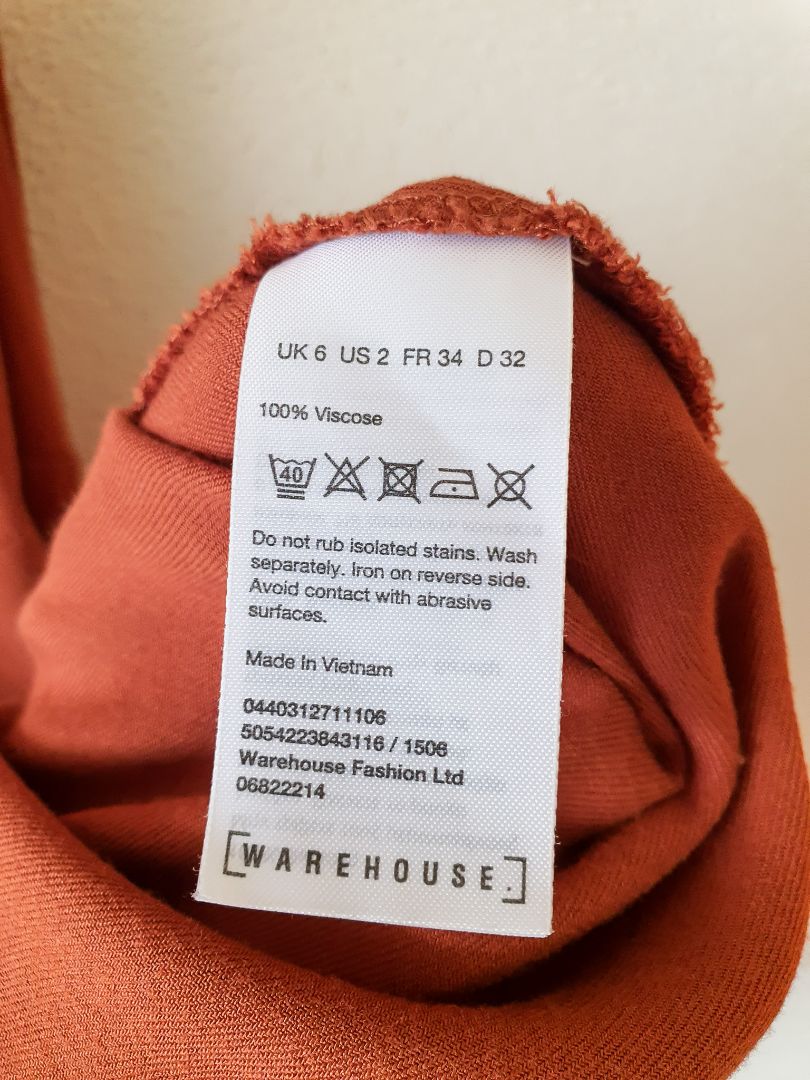 UK 6 US 2 FR 34 D 32
100% Viscose
40
Do not rub isolated stains. Wash
separately. Iron on reverse side.
Avoid contact with abrasive
surfaces.
Made In Vietnam
0440312711106
5054223843116 / 1506
Warehouse Fashion Ltd
06822214
[WAREHOUSE.]